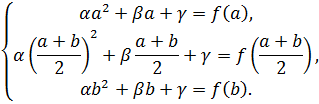 αa² + βa + γ = f(a),
α((a + b)/2)² + β (a + b)/2 + γ = f((a + b)/2),
αb² + βb + γ = f(b).